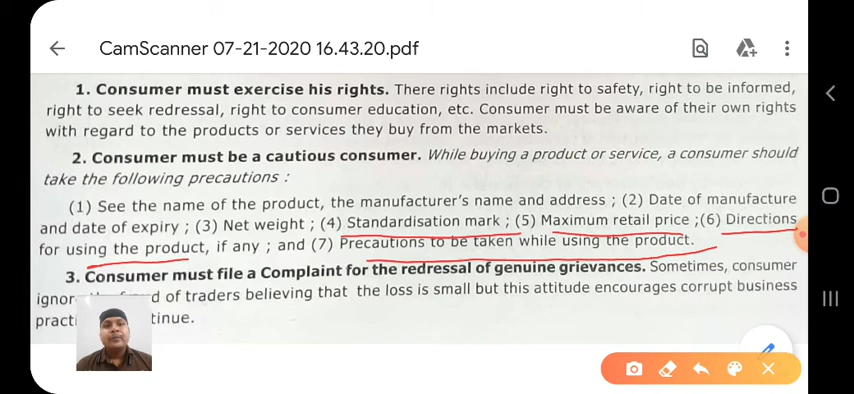 CamScanner 07-21-2020 16.43.20.pdf
1. Consumer must exercise his rights. There rights include right to safety, right to be informed,
right to seek redressal, right to consumer education, etc. Consumer must be aware of their own rights
with regard to the products or services they buy from the markets.
2. Consumer must be a cautious consumer. While buying a product or service, a consumer should
take the following precautions :
(1) See the name of the product, the manufacturer's name and address ; (2) Date of manufacture
and date of expiry ; (3) Net weight ; (4) Standardisation mark ; (5) Maximum retail price ;(6) Directions
for using the product, if any ; and (7) Precautions to be taken while using the product.
3. Consumer must file a Complaint for the redressal of genuine grievances. Sometimes, consumer
of traders believing that the loss is small but this attitude encourages corrupt business